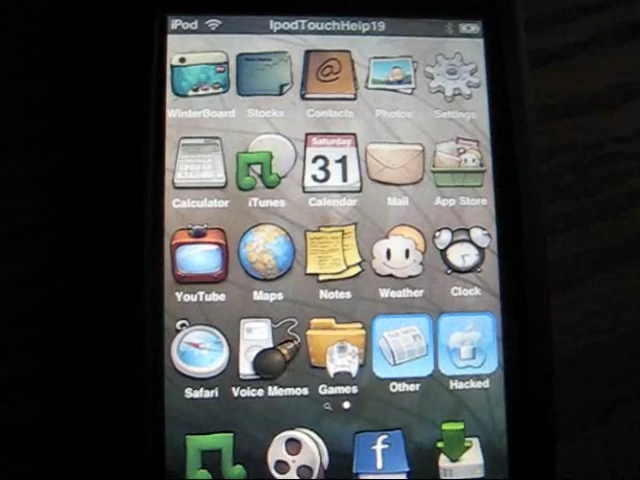 iPod IpodTouchHelp19
WinterBoard Stocks Contacts Photos Settings
Saturday
31
Calculator iTunes Calendar Mail App Store
YouTube Maps Notes Weather Clock
Safari Voice Memos Games Other Hacked
f